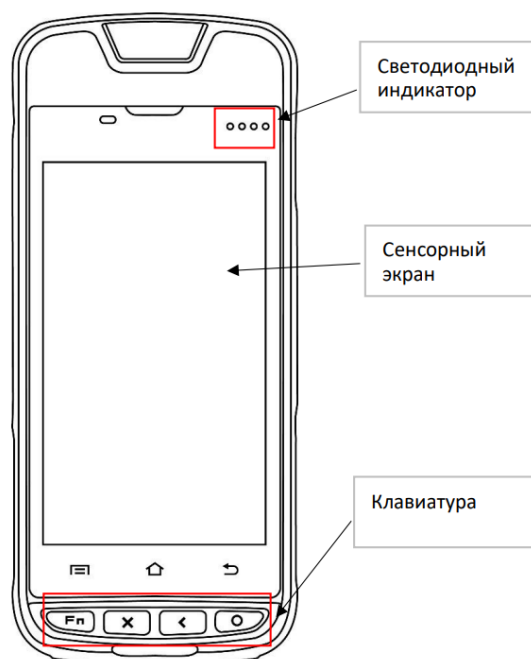 Светодиодный
индикатор
Сенсорный
экран
Клавиатура
Fn